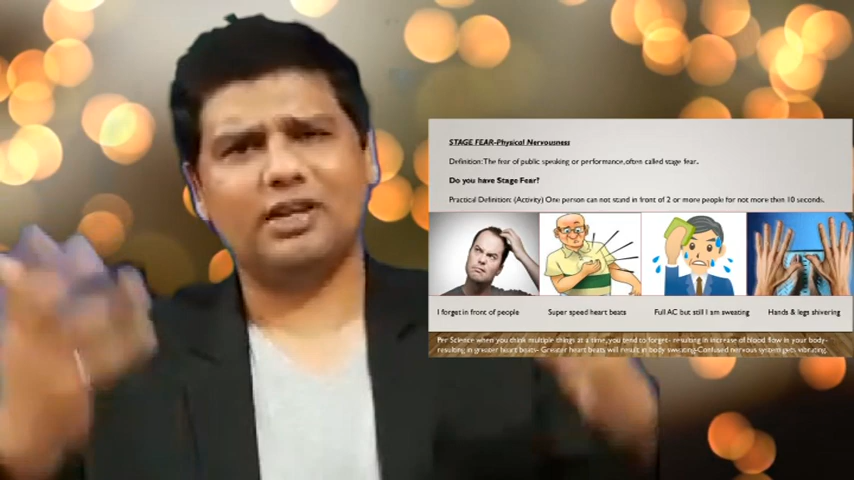 STAGE FEAR-Physical Nervousness
Definition: The fear of public speaking or performance,often called stage fear.
Do you have Stage Fear?
Practical Definition: (Activity) One person can not stand in front of 2 or more people for not more then 10 seconds.
I forget in front of people
Super speed heart beats
Full AC but still I am sweating
Hands & legs shivering
Per Science when you think multiple things at a time, you tend to forget- resulting in increase of blood flow in your body-
resulting in greater heart beats- Greater heart beats will result in body sweating-Confused nervous system gets vibrating.